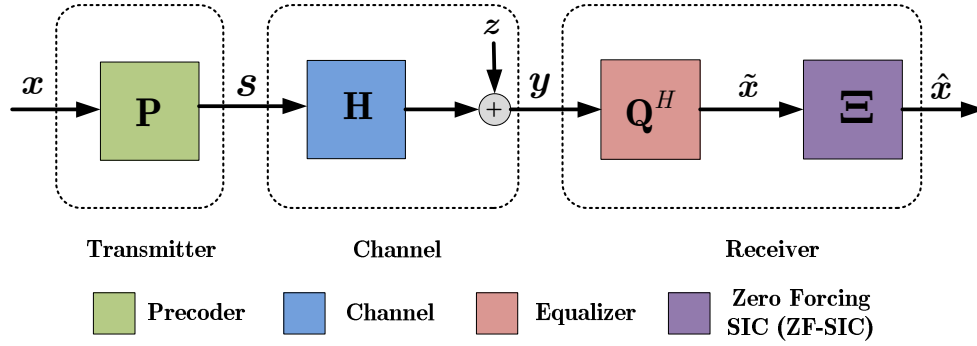 x
P
s
H
z
+
y
Q^H
x̃
Ξ
x̂
Transmitter
Channel
Receiver
Precoder
Channel
Equalizer
Zero Forcing
SIC (ZF-SIC)